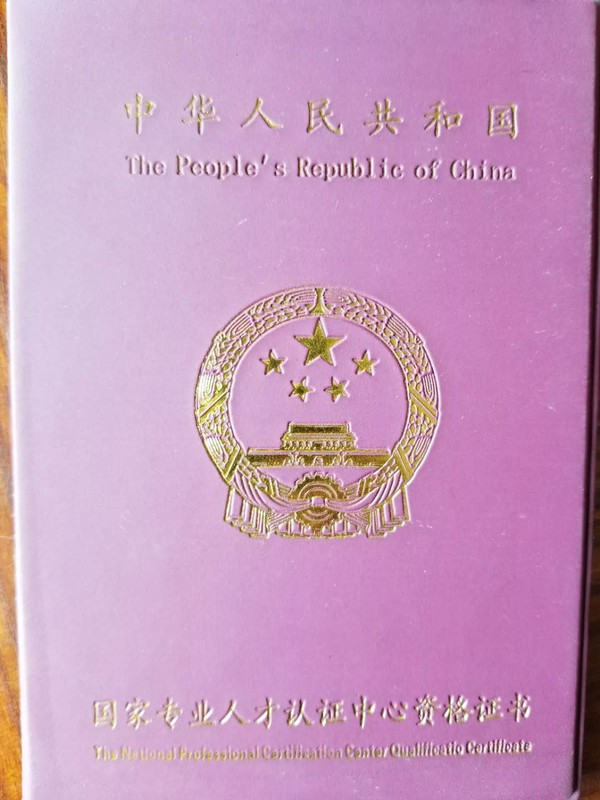 中华人民共和国
The People's Republic of China
国家专业人才认证中心资格证书
The National Professional Certification Center Qualificatio Certificate